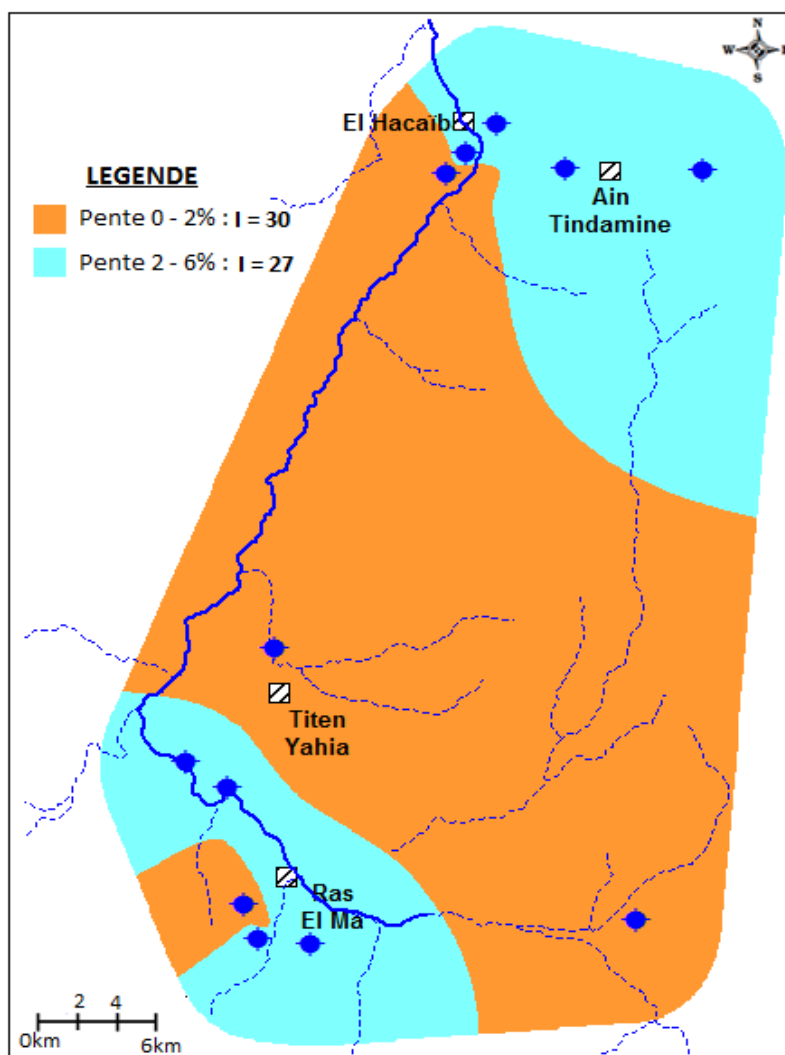 N
W E
S
El Hacaïb
LEGENDE
Pente 0 - 2% : I = 30
Pente 2 - 6% : I = 27
Ain
Tindamine
Titen
Yahia
Ras
El Ma
2 4
0km 6km